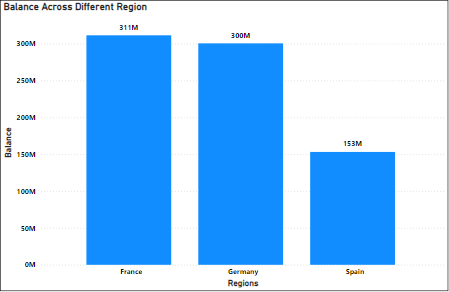 Balance Across Different Region
311M
300M
153M
300M
250M
200M
150M
100M
50M
0M
Balance
France
Germany
Spain
Regions